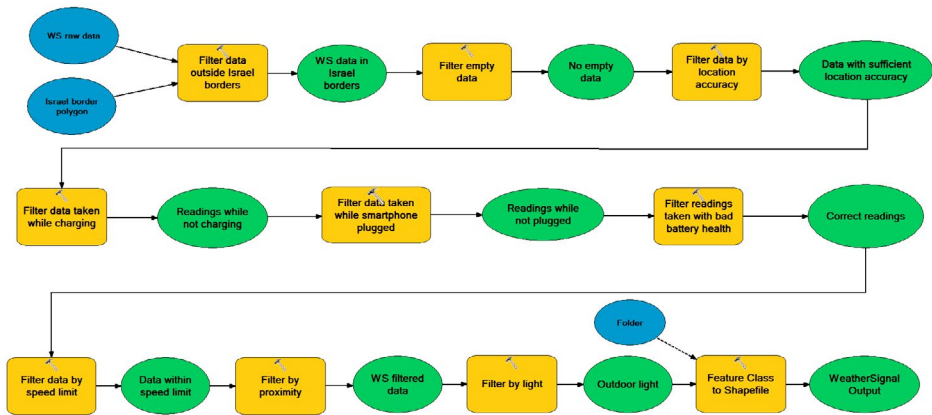 WS raw data
Israel border
polygon
Filter data
outside Israel
borders
WS data in
Israel
borders
Filter empty
data
No empty
data
Filter data by
location
accuracy
Data with sufficient
location accuracy
Filter data taken
while charging
Readings while
not charging
Filter data taken
while smartphone
plugged
Readings while
not plugged
Filter readings
taken with bad
battery health
Correct readings
Filter data by
speed limit
Data within
speed limit
Filter by
proximity
WS filtered
data
Filter by light
Outdoor light
Folder
Feature Class
to Shapefile
WeatherSignal
Output